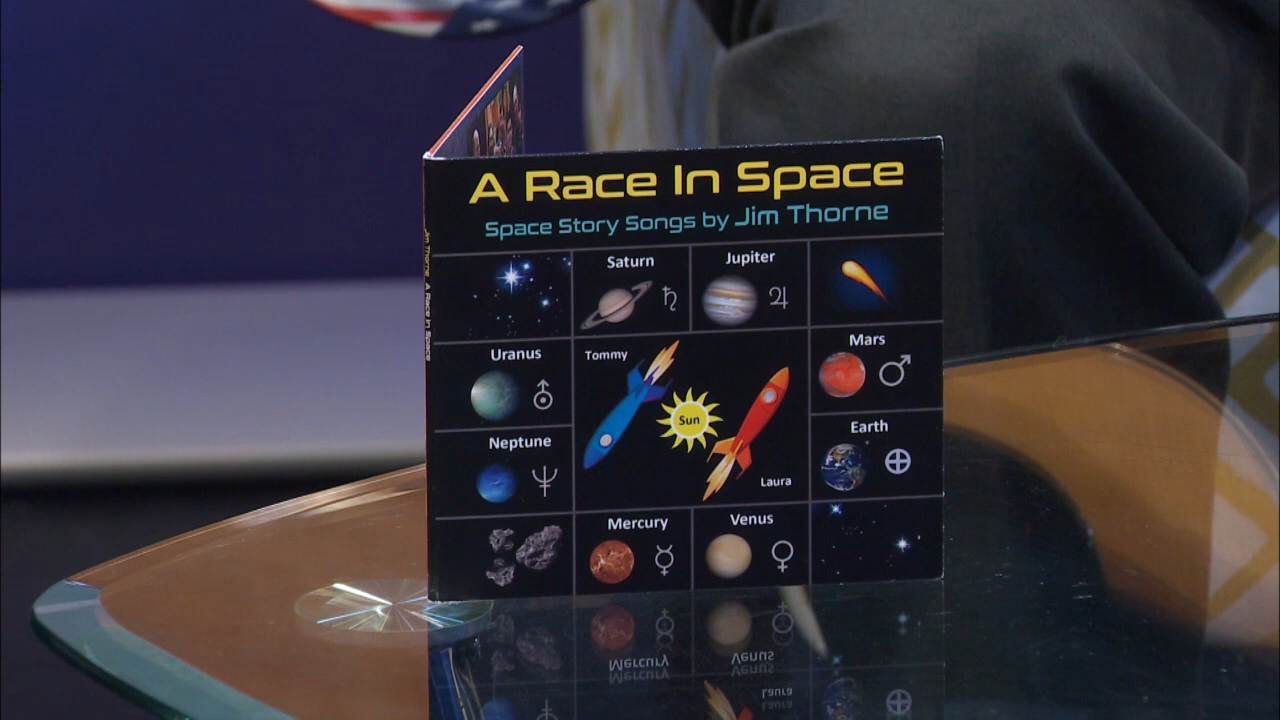 A Race In Space
Space Story Songs by Jim Thorne
Jim Thorne A Race In Space
Saturn
Jupiter
Uranus
Tommy
Mars
Sun
Earth
Neptune
Laura
Mercury
Venus